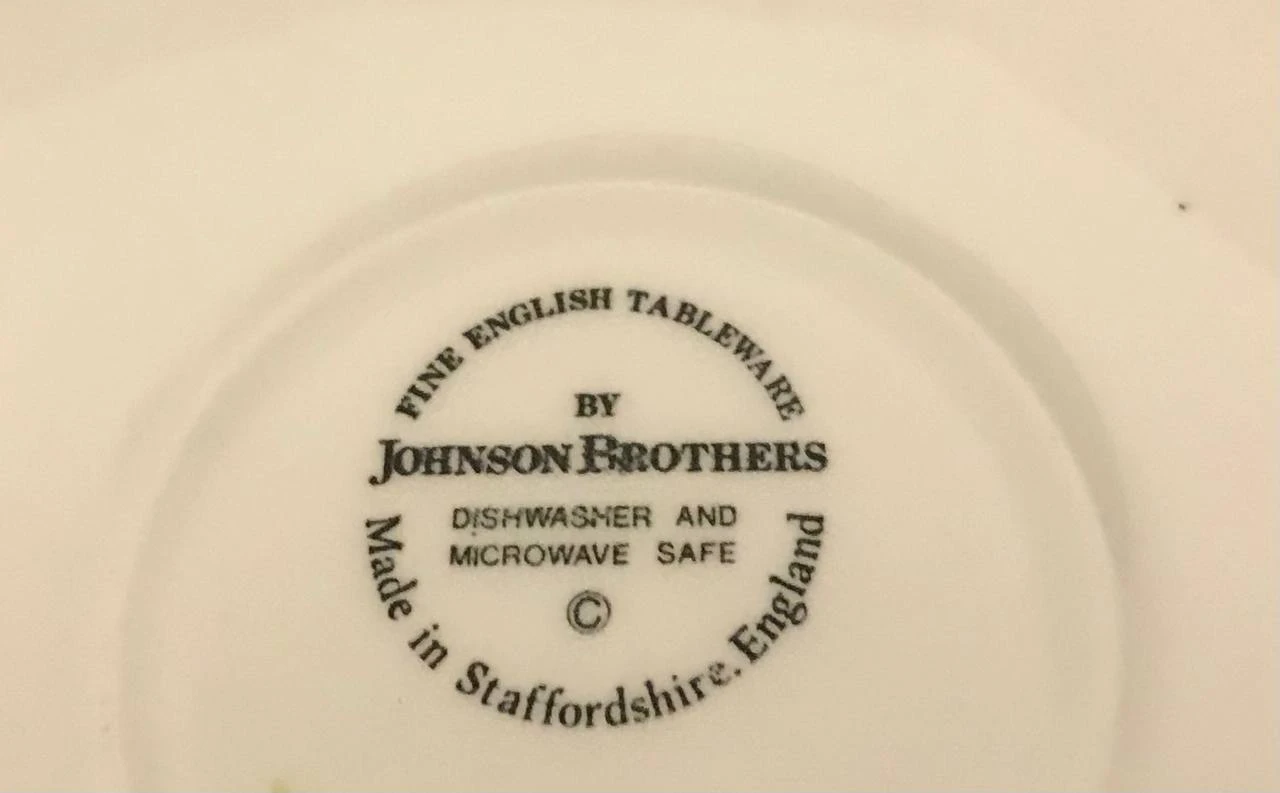 FINE ENGLISH TABLEWARE
BY
JOHNSON BROTHERS
DISHWASHER AND
MICROWAVE SAFE
©
Made in Staffordshire. England